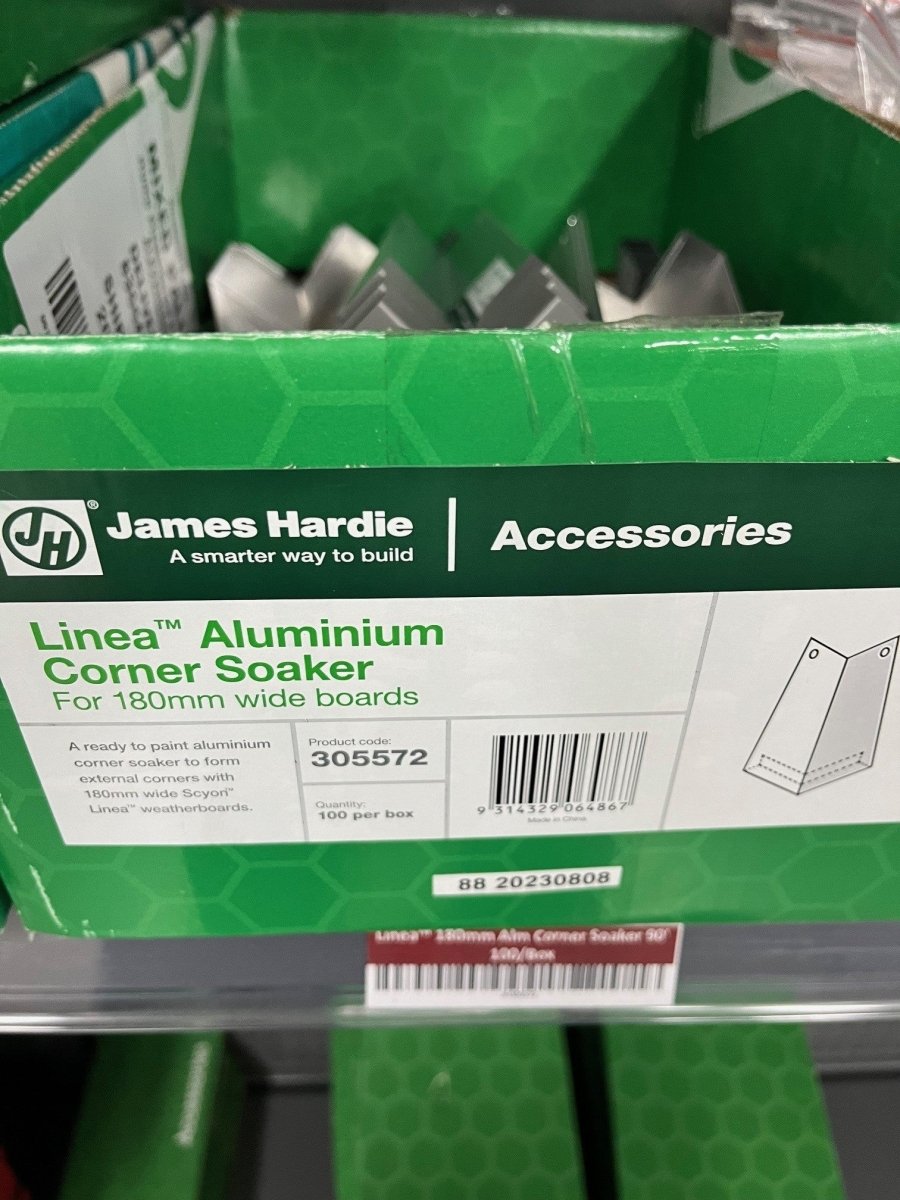 JH
®
James Hardie
A smarter way to build
Accessories
Linea™ Aluminium
Corner Soaker
For 180mm wide boards
A ready to paint aluminium
corner soaker to form
external corners with
180mm wide Scyon™
Linea™ weatherboards.
Product code:
305572
Quantity:
100 per box
9 314329 064867
Made in China
88 20230808
Linea™ 180mm Alm Corner Soaker 90°
100/Box